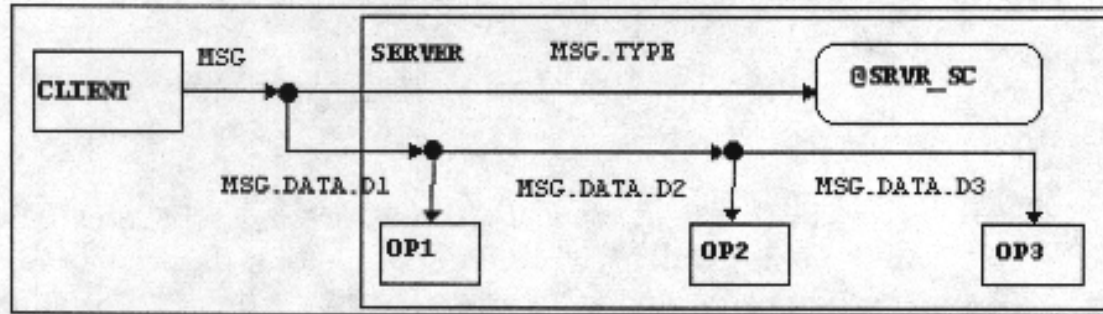 MSG
SERVER
MSG.TYPE
CLIENT
@SRVR_SC
MSG.DATA.D1
MSG.DATA.D2
MSG.DATA.D3
OP1
OP2
OP3